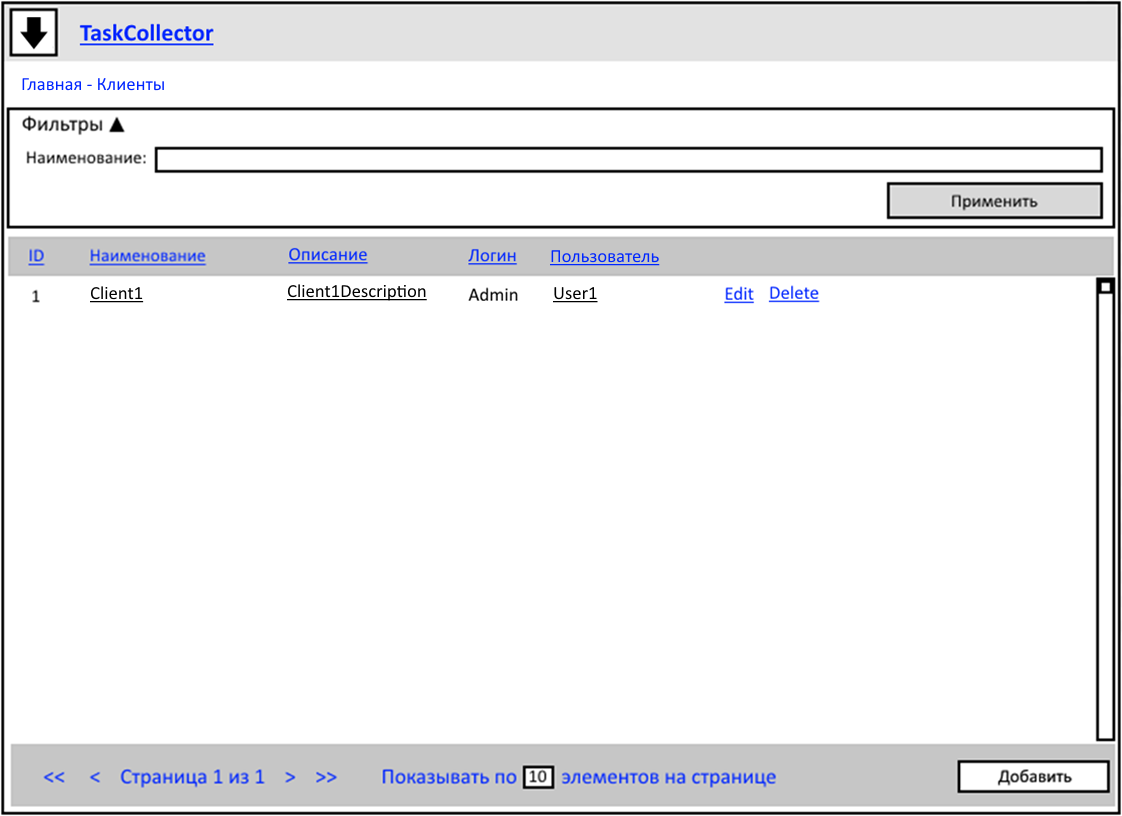 TaskCollector
Главная - Клиенты
Фильтры ▲
Наименование:
Применить
ID Наименование Описание Логин Пользователь
1 Client1 Client1Description Admin User1 Edit Delete
<< < Страница 1 из 1 > >> Показывать по 10 элементов на странице Добавить